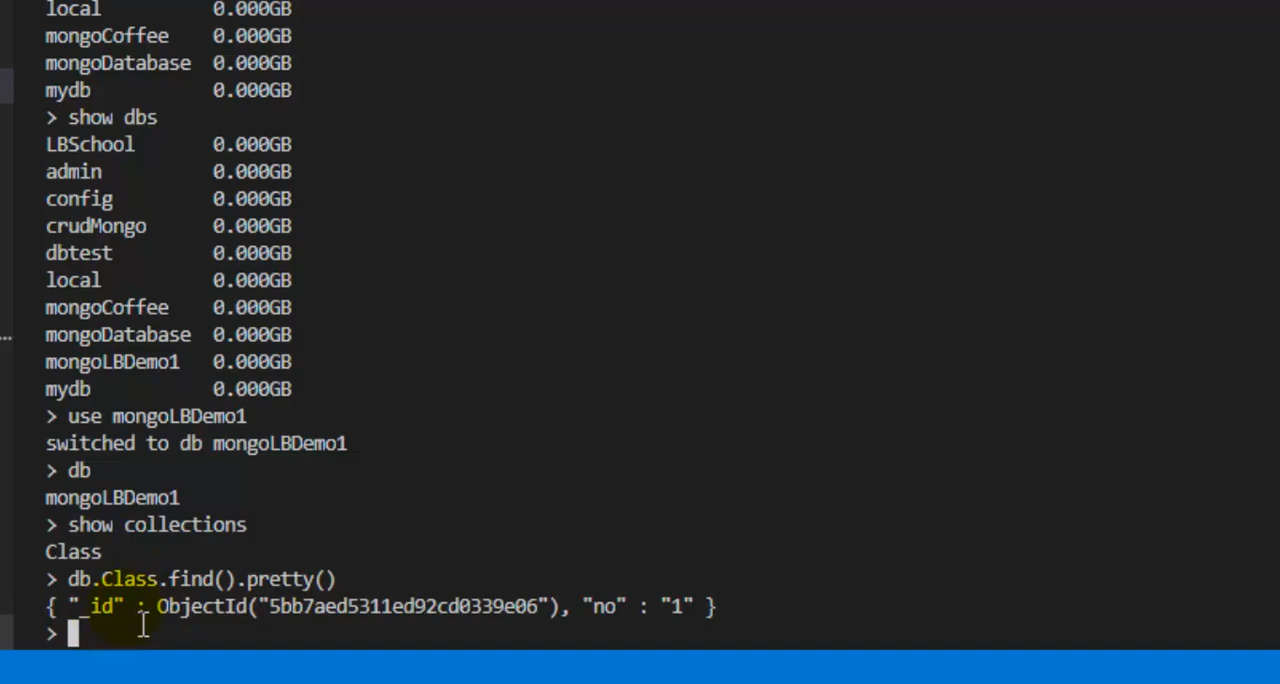 local 0.000GB
mongoCoffee 0.000GB
mongoDatabase 0.000GB
mydb 0.000GB
> show dbs
LBSchool 0.000GB
admin 0.000GB
config 0.000GB
crudMongo 0.000GB
dbtest 0.000GB
local 0.000GB
mongoCoffee 0.000GB
mongoDatabase 0.000GB
mongoLBDemo1 0.000GB
mydb 0.000GB
> use mongoLBDemo1
switched to db mongoLBDemo1
> db
mongoLBDemo1
> show collections
Class
> db.Class.find().pretty()
{ "_id" : ObjectId("5bb7aed5311ed92cd0339e06"), "no" : "1" }
>